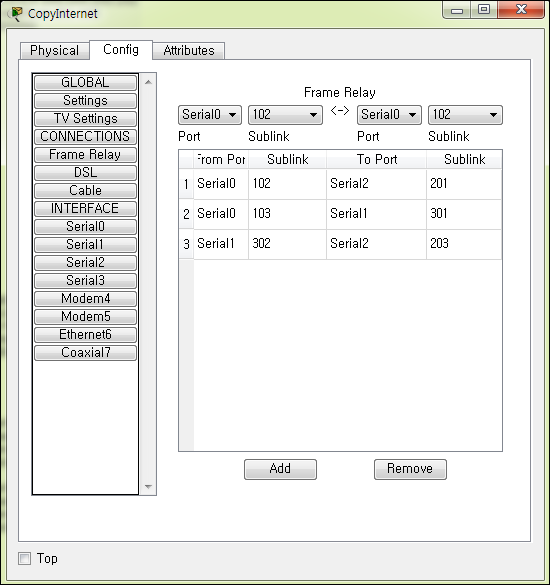 CopyInternet
Physical Config Attributes
GLOBAL
Settings
TV Settings
CONNECTIONS
Frame Relay
DSL
Cable
INTERFACE
Serial0
Serial1
Serial2
Serial3
Modem4
Modem5
Ethernet6
Coaxial7
Frame Relay
Serial0 102 <-> Serial0 102
Port Sublink Port Sublink
From Por Sublink To Port Sublink
1 Serial0 102 Serial2 201
2 Serial0 103 Serial1 301
3 Serial1 302 Serial2 203
Add Remove
Top